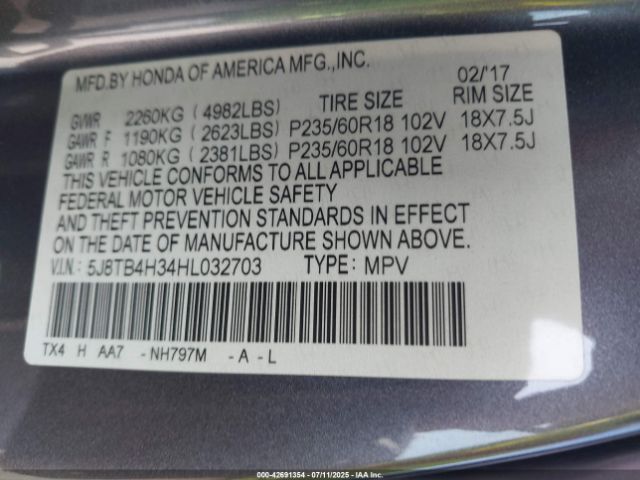 MFD.BY HONDA OF AMERICA MFG.,INC.
02/'17
GVWR 2260KG ( 4982LBS) TIRE SIZE RIM SIZE
GAWR F 1190KG ( 2623LBS) P235/60R18 102V 18X7.5J
GAWR R 1080KG ( 2381LBS) P235/60R18 102V 18X7.5J
THIS VEHICLE CONFORMS TO ALL APPLICABLE
FEDERAL MOTOR VEHICLE SAFETY
AND THEFT PREVENTION STANDARDS IN EFFECT
ON THE DATE OF MANUFACTURE SHOWN ABOVE.
V.I.N: 5J8TB4H34HL032703 TYPE: MPV
TX4 H AA7 - NH797M - A - L
000-42691354 07/11/2025 IAAI.COM